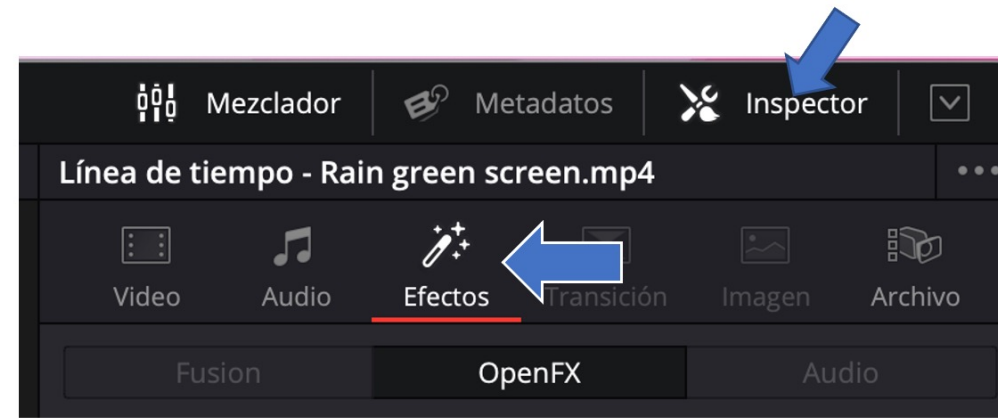 Mezclador Metadatos Inspector
Línea de tiempo - Rain green screen.mp4
Video Audio Efectos Transición Imagen Archivo
Fusion OpenFX Audio